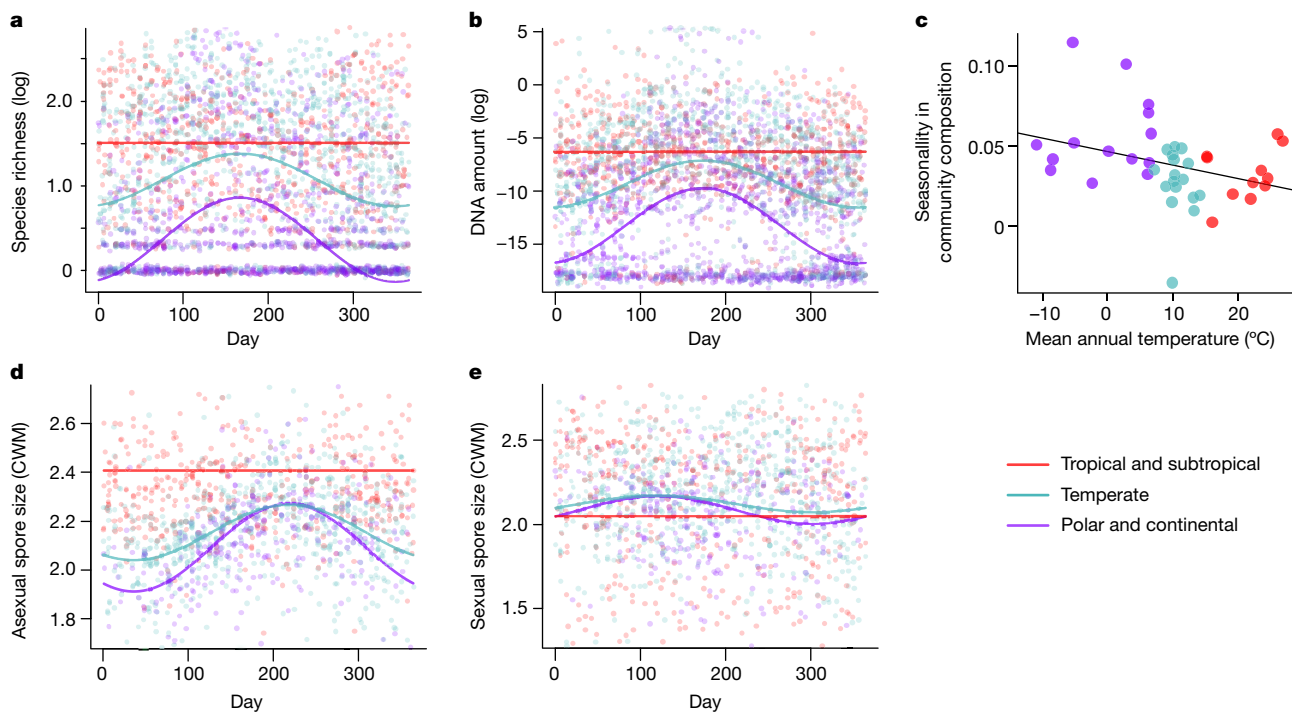 a
Species richness (log)
2.0
1.0
0
0
100
200
300
Day
b
DNA amount (log)
5
0
−5
−10
−15
0
100
200
300
Day
c
Seasonallity in
community composition
0.10
0.05
0
−10
0
10
20
Mean annual temperature (ºC)
d
Asexual spore size (CWM)
2.6
2.4
2.2
2.0
1.8
0
100
200
300
Day
e
Sexual spore size (CWM)
2.5
2.0
1.5
0
100
200
300
Day
Tropical and subtropical
Temperate
Polar and continental